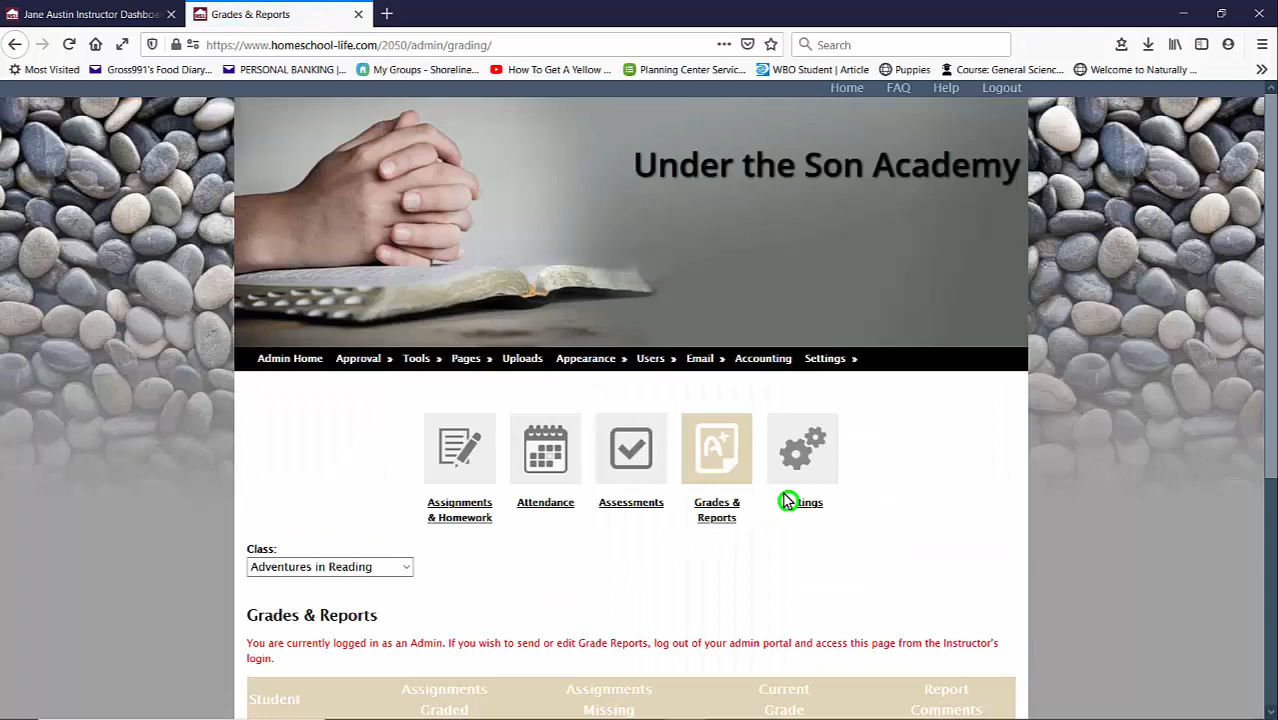 Jane Austin Instructor Dashboa
Grades & Reports
https://www.homeschool-life.com/2050/admin/grading/
Search
Most Visited
Gross991's Food Diary...
PERSONAL BANKING |...
My Groups - Shoreline...
How To Get A Yellow ...
Planning Center Servic...
WBO Student | Article
Puppies
Course: General Scienc...
Welcome to Naturally ...
Home FAQ Help Logout
Under the Son Academy
Admin Home Approval » Tools » Pages » Uploads Appearance » Users » Email » Accounting Settings »
Assignments
& Homework
Attendance
Assessments
Grades &
Reports
Class:
Adventures in Reading
Grades & Reports
You are currently logged in as an Admin. If you wish to send or edit Grade Reports, log out of your admin portal and access this page from the Instructor's
login.
Student
Assignments
Graded
Assignments
Missing
Current
Grade
Report
Comments